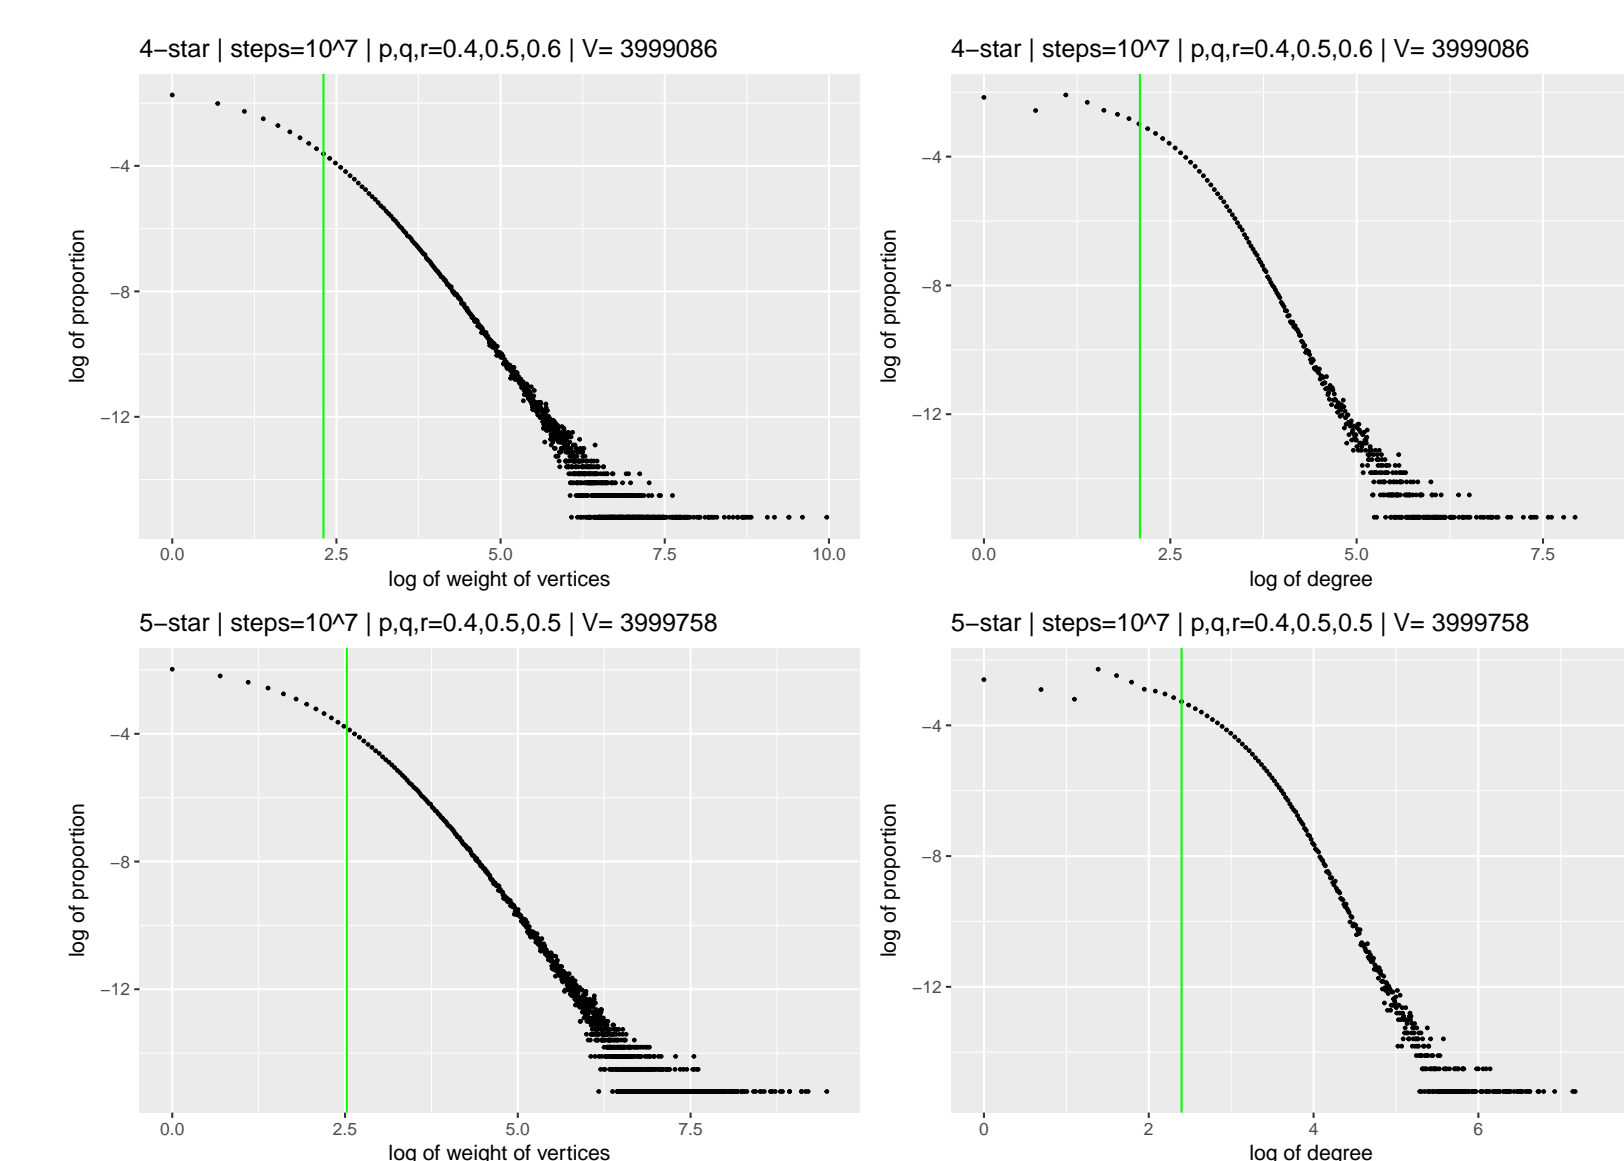 4−star | steps=10^7 | p,q,r=0.4,0.5,0.6 | V= 3999086
−4
−8
−12
log of proportion
0.0 2.5 5.0 7.5 10.0
log of weight of vertices
4−star | steps=10^7 | p,q,r=0.4,0.5,0.6 | V= 3999086
−4
−8
−12
log of proportion
0.0 2.5 5.0 7.5
log of degree
5−star | steps=10^7 | p,q,r=0.4,0.5,0.5 | V= 3999758
−4
−8
−12
log of proportion
0.0 2.5 5.0 7.5
log of weight of vertices
5−star | steps=10^7 | p,q,r=0.4,0.5,0.5 | V= 3999758
−4
−8
−12
log of proportion
0 2 4 6
log of degree